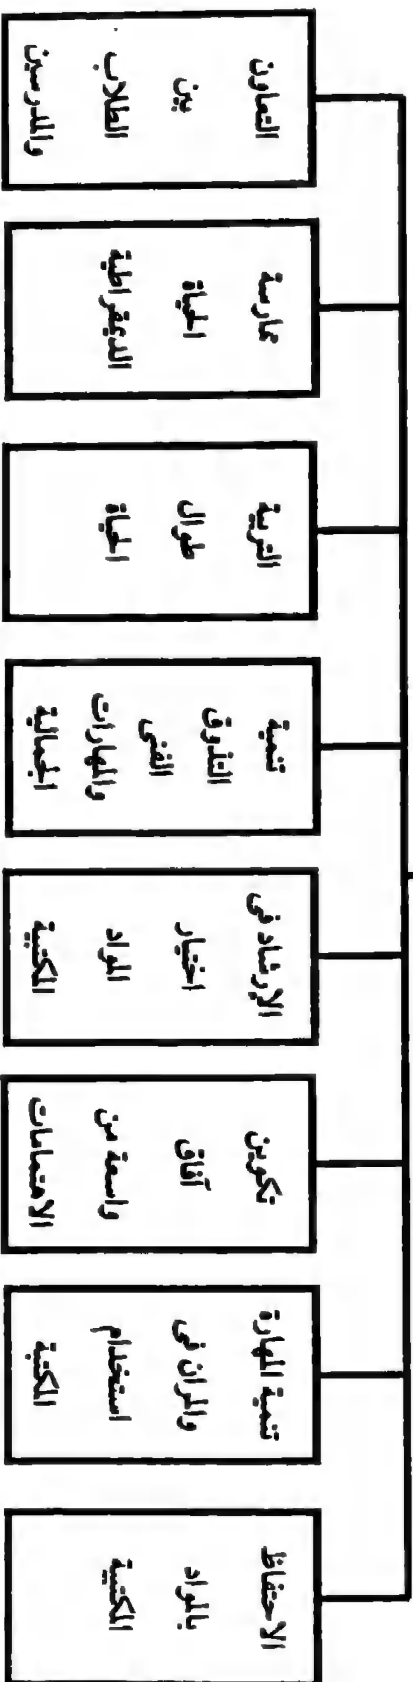 الاحتفاظ
بالمواد
المكتبية
تنمية المهارة
والمران فى
استخدام
المكتبة
تكوين
آفاق
واسعة من
الاهتمامات
الإرشاد فى
اختيار
المواد
المكتبية
تنمية
التذوق
الفنى
والمهارات
الجمالية
التربية
طوال
الحياة
ممارسة
الحياة
الديمقراطية
التعاون
بين
الطلاب
والمدرسين